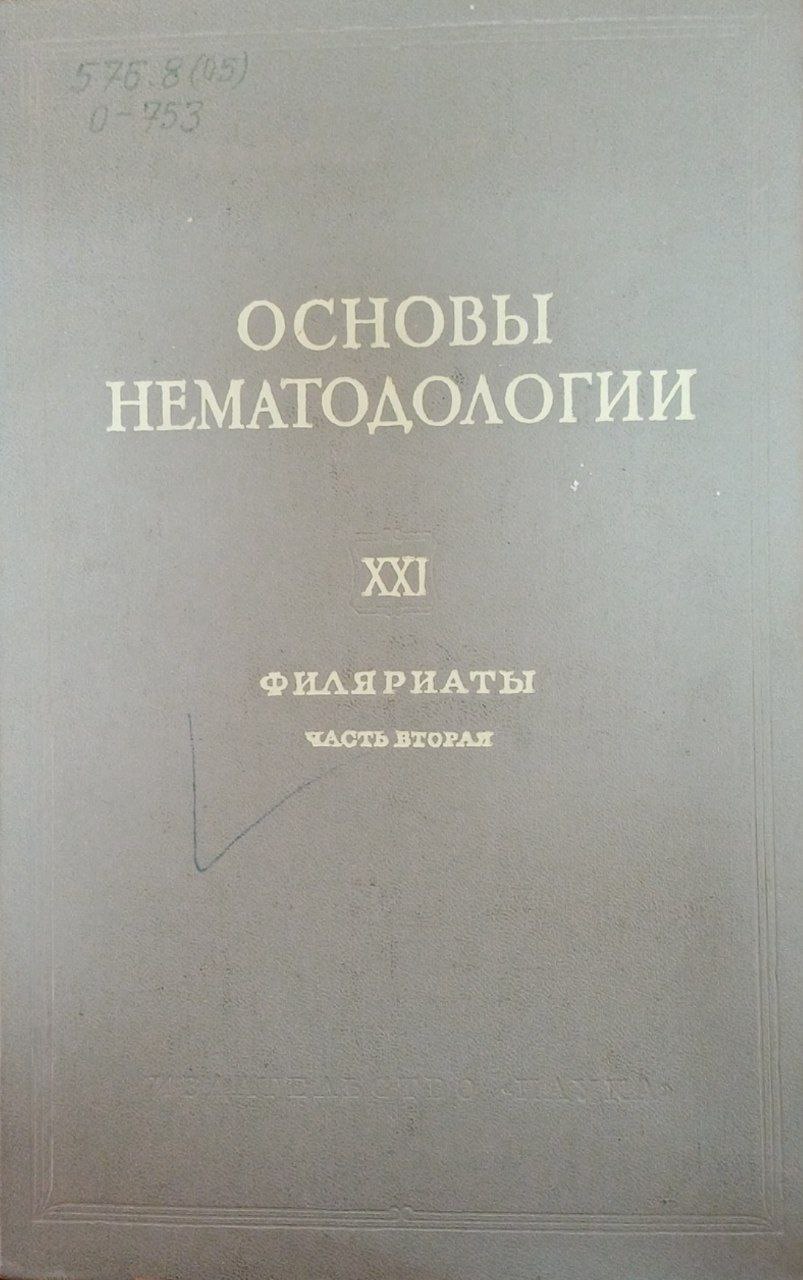 576.8(05)
О-753
ОСНОВЫ
НЕМАТОДОЛОГИИ
XXI
ФИЛЯРИАТЫ
ЧАСТЬ ВТОРАЯ
ИЗДАТЕЛЬСТВО «НАУКА»